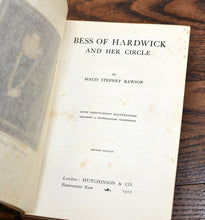 BESS OF HARDWICK
AND HER CIRCLE
BY
MAUD STEPNEY RAWSON
WITH TWENTY-EIGHT ILLUSTRATIONS
INCLUDING A PHOTOGRAVURE FRONTISPIECE
SECOND EDITION
London: HUTCHINSON & CO.
Paternoster Row
1910